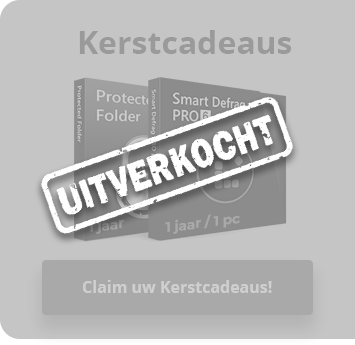 Kerstcadeaus
Protected Folder
Smart Defrag
Protected
Folder
Smart Defrag
PRO 6
UITVERKOCHT
1 jaar
1 jaar / 1 pc
Claim uw Kerstcadeaus!